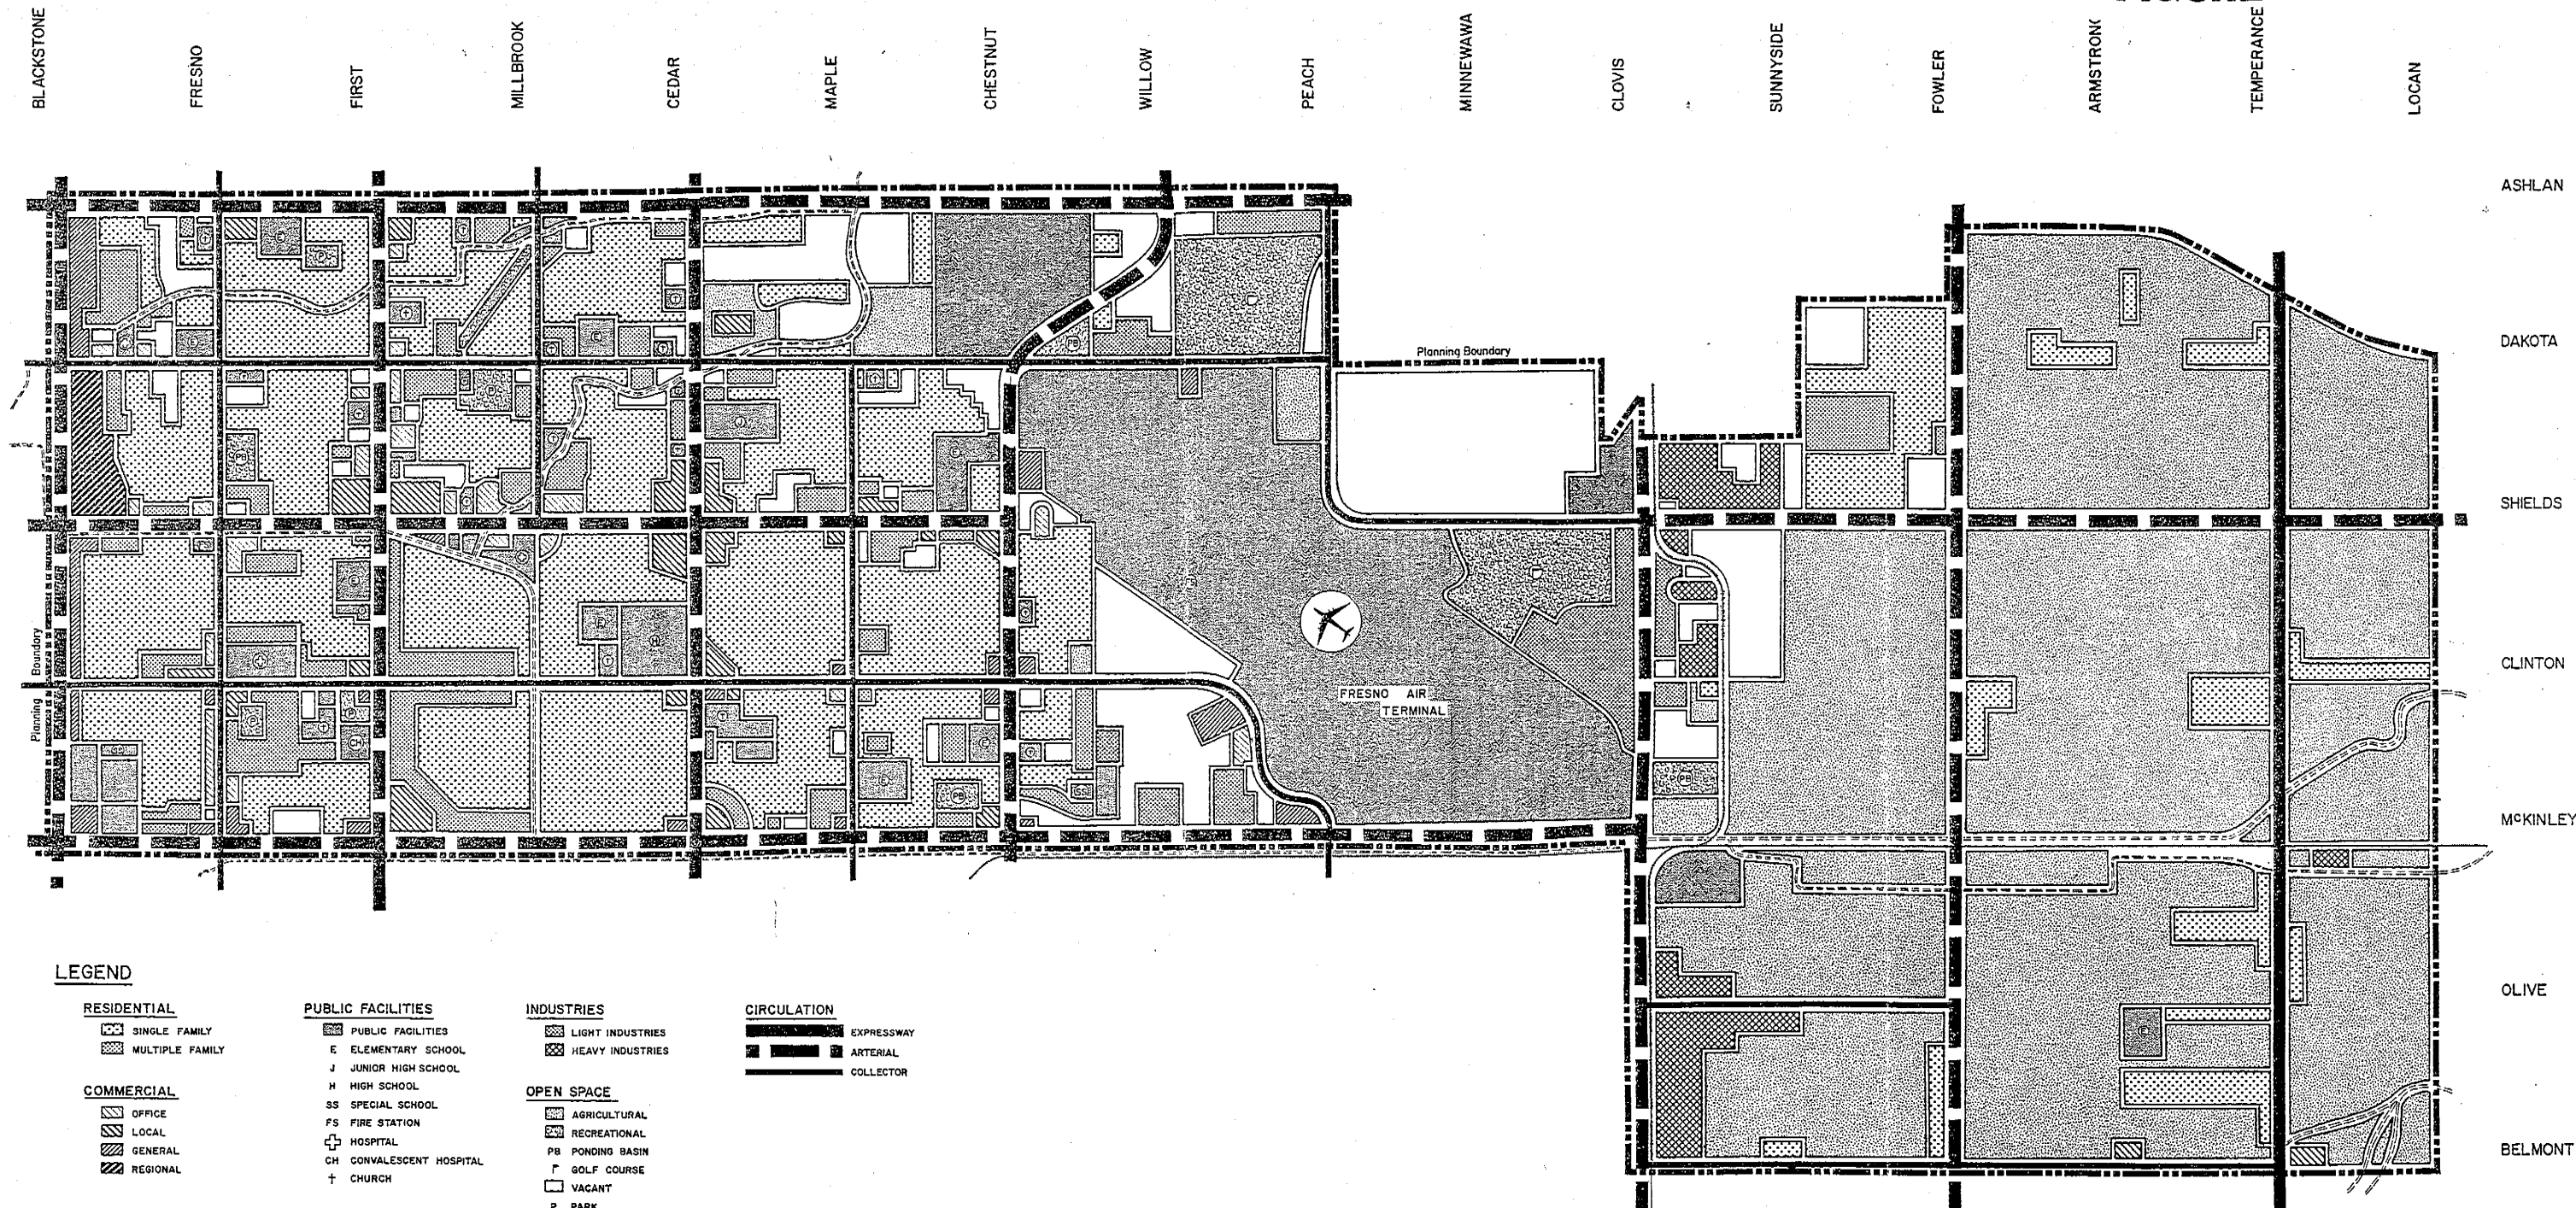 BLACKSTONE
FRESNO
FIRST
MILLBROOK
CEDAR
MAPLE
CHESTNUT
WILLOW
PEACH
MINNEWAWA
CLOVIS
SUNNYSIDE
FOWLER
ARMSTRONG
TEMPERANCE
LOCAN
ASHLAN
DAKOTA
SHIELDS
CLINTON
McKINLEY
OLIVE
BELMONT
Planning Boundary
Planning Boundary
FRESNO AIR
TERMINAL
LEGEND
RESIDENTIAL
SINGLE FAMILY
MULTIPLE FAMILY
COMMERCIAL
OFFICE
LOCAL
GENERAL
REGIONAL
PUBLIC FACILITIES
PUBLIC FACILITIES
E ELEMENTARY SCHOOL
J JUNIOR HIGH SCHOOL
H HIGH SCHOOL
SS SPECIAL SCHOOL
FS FIRE STATION
HOSPITAL
CH CONVALESCENT HOSPITAL
† CHURCH
INDUSTRIES
LIGHT INDUSTRIES
HEAVY INDUSTRIES
OPEN SPACE
AGRICULTURAL
RECREATIONAL
PB PONDING BASIN
GOLF COURSE
VACANT
P PARK
CIRCULATION
EXPRESSWAY
ARTERIAL
COLLECTOR